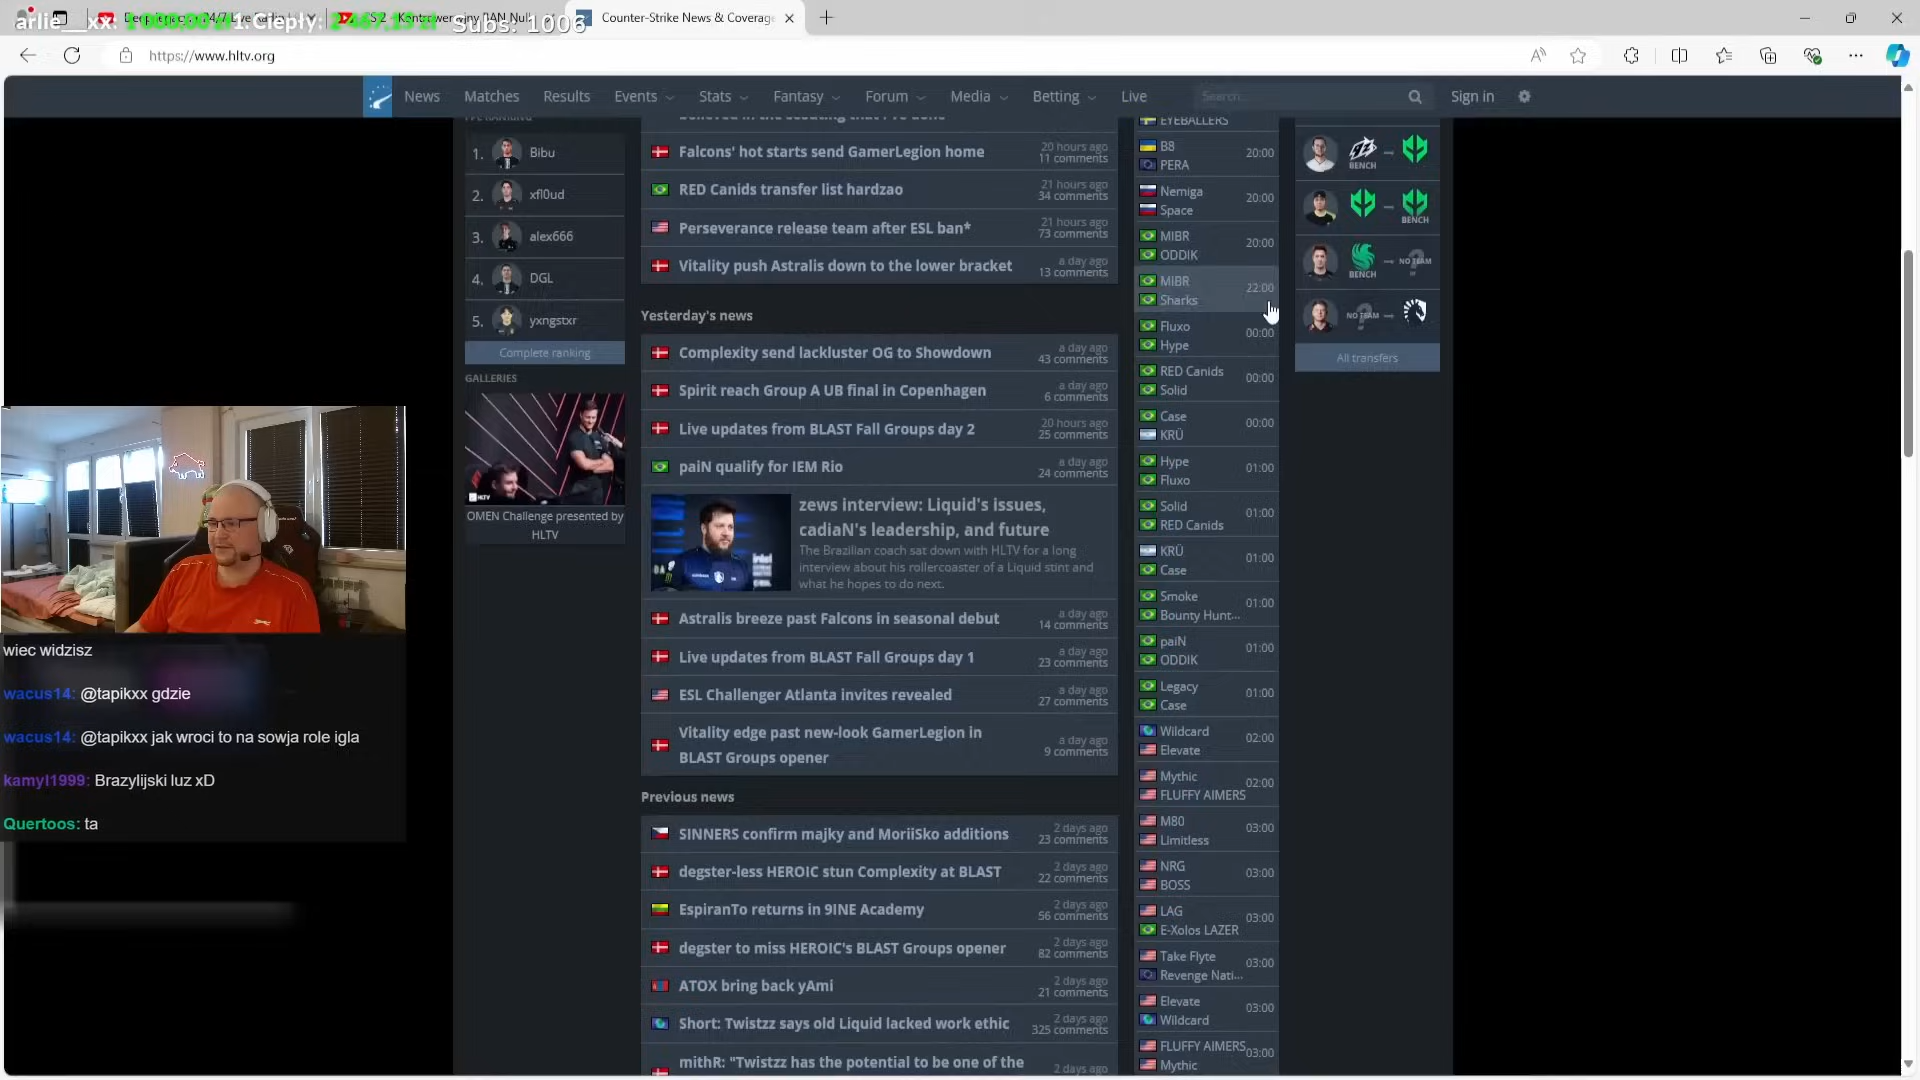 arlie__xx:
1. Ciepły: 2 467,15 zł
Subs: 1006
Counter-Strike News & Coverage
https://www.hltv.org
News
Matches
Results
Events
Stats
Fantasy
Forum
Media
Betting
Live
Search...
Sign in
1. Bibu
2. xfl0ud
3. alex666
4. DGL
5. yxngstxr
Complete ranking
GALLERIES
HLTV
OMEN Challenge presented by
HLTV
Falcons' hot starts send GamerLegion home
20 hours ago
11 comments
RED Canids transfer list hardzao
21 hours ago
34 comments
Perseverance release team after ESL ban*
21 hours ago
73 comments
Vitality push Astralis down to the lower bracket
a day ago
13 comments
Yesterday's news
Complexity send lackluster OG to Showdown
a day ago
43 comments
Spirit reach Group A UB final in Copenhagen
a day ago
6 comments
Live updates from BLAST Fall Groups day 2
20 hours ago
25 comments
paiN qualify for IEM Rio
a day ago
24 comments
zews interview: Liquid's issues,
cadiaN's leadership, and future
The Brazilian coach sat down with HLTV for a long
interview about his rollercoaster of a Liquid stint and
what he hopes to do next.
Astralis breeze past Falcons in seasonal debut
a day ago
14 comments
Live updates from BLAST Fall Groups day 1
a day ago
23 comments
ESL Challenger Atlanta invites revealed
a day ago
27 comments
Vitality edge past new-look GamerLegion in
BLAST Groups opener
a day ago
9 comments
Previous news
SINNERS confirm majky and MoriiSko additions
2 days ago
23 comments
degster-less HEROIC stun Complexity at BLAST
2 days ago
22 comments
EspiranTo returns in 9INE Academy
2 days ago
56 comments
degster to miss HEROIC's BLAST Groups opener
2 days ago
82 comments
ATOX bring back yAmi
2 days ago
21 comments
Short: Twistzz says old Liquid lacked work ethic
2 days ago
325 comments
mithR: "Twistzz has the potential to be one of the
2 days ago
EYEBALLERS
B8
PERA
20:00
Nemiga
Space
20:00
MIBR
ODDIK
20:00
MIBR
Sharks
22:00
Fluxo
Hype
00:00
RED Canids
Solid
00:00
Case
KRÜ
00:00
Hype
Fluxo
01:00
Solid
RED Canids
01:00
KRÜ
Case
01:00
Smoke
Bounty Hunt...
01:00
paiN
ODDIK
01:00
Legacy
Case
01:00
Wildcard
Elevate
02:00
Mythic
FLUFFY AIMERS
02:00
M80
Limitless
03:00
NRG
BOSS
03:00
LAG
E-Xolos LAZER
03:00
Take Flyte
Revenge Nati...
03:00
Elevate
Wildcard
03:00
FLUFFY AIMERS
Mythic
03:00
BENCH
BENCH
BENCH
NO TEAM
NO TEAM
All transfers
wiec widzisz
wacus14: @tapikxx gdzie
wacus14: @tapikxx jak wroci to na sowja role igla
kamyl1999: Brazylijski luz xD
Quertoos: ta